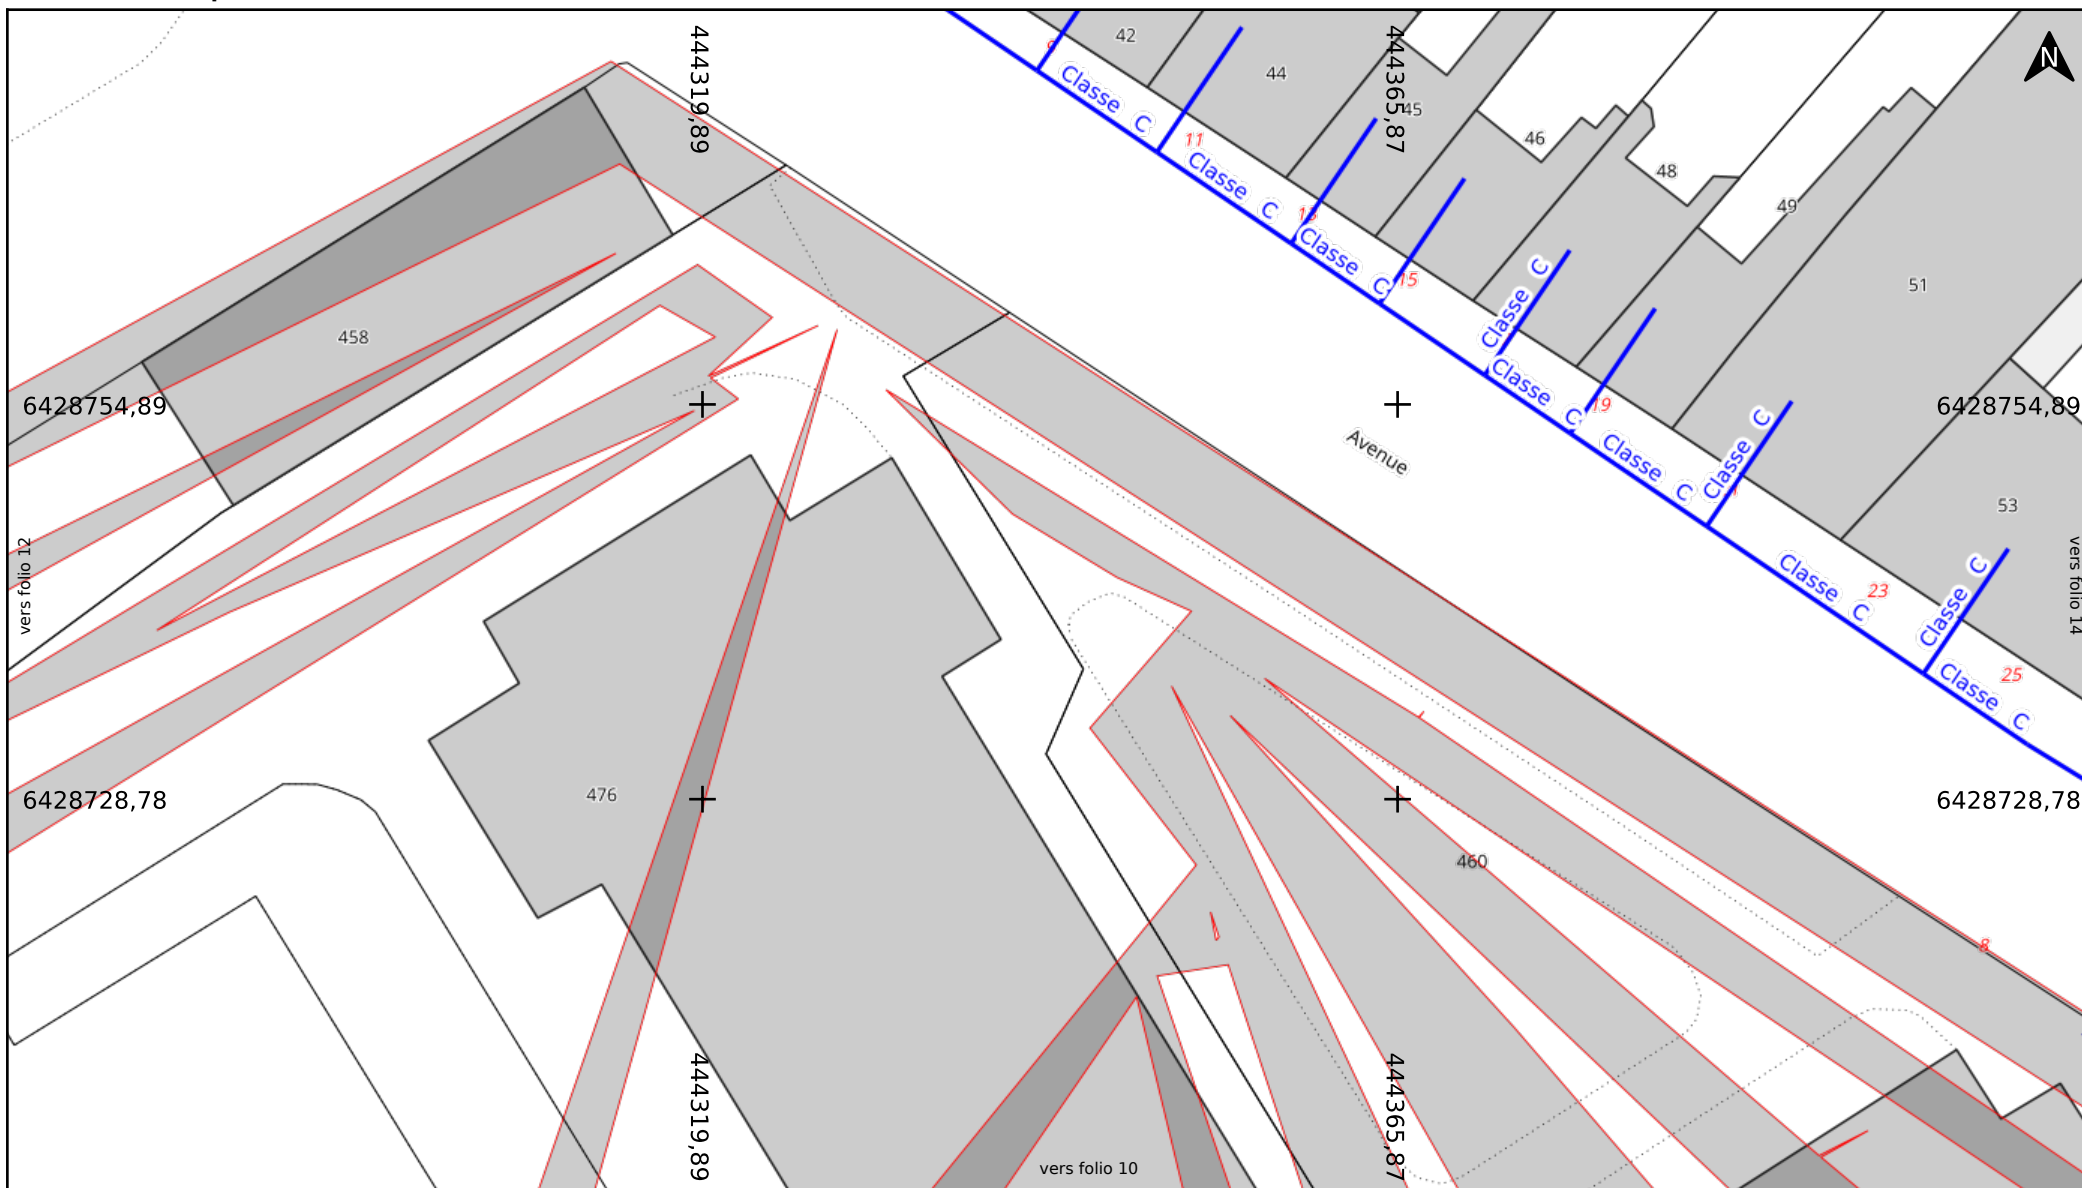 N
444319,89
444365,87
42
44
45
46
48
49
51
53
9
Classe C
11
Classe C
13
Classe C
15
Classe C
Classe C
19
Classe C
Classe C
Classe C
23
Classe C
25
Classe C
458
6428754,89
6428754,89
Avenue
vers folio 12
vers folio 14
6428728,78
6428728,78
476
460
8
444319,89
444365,87
vers folio 10